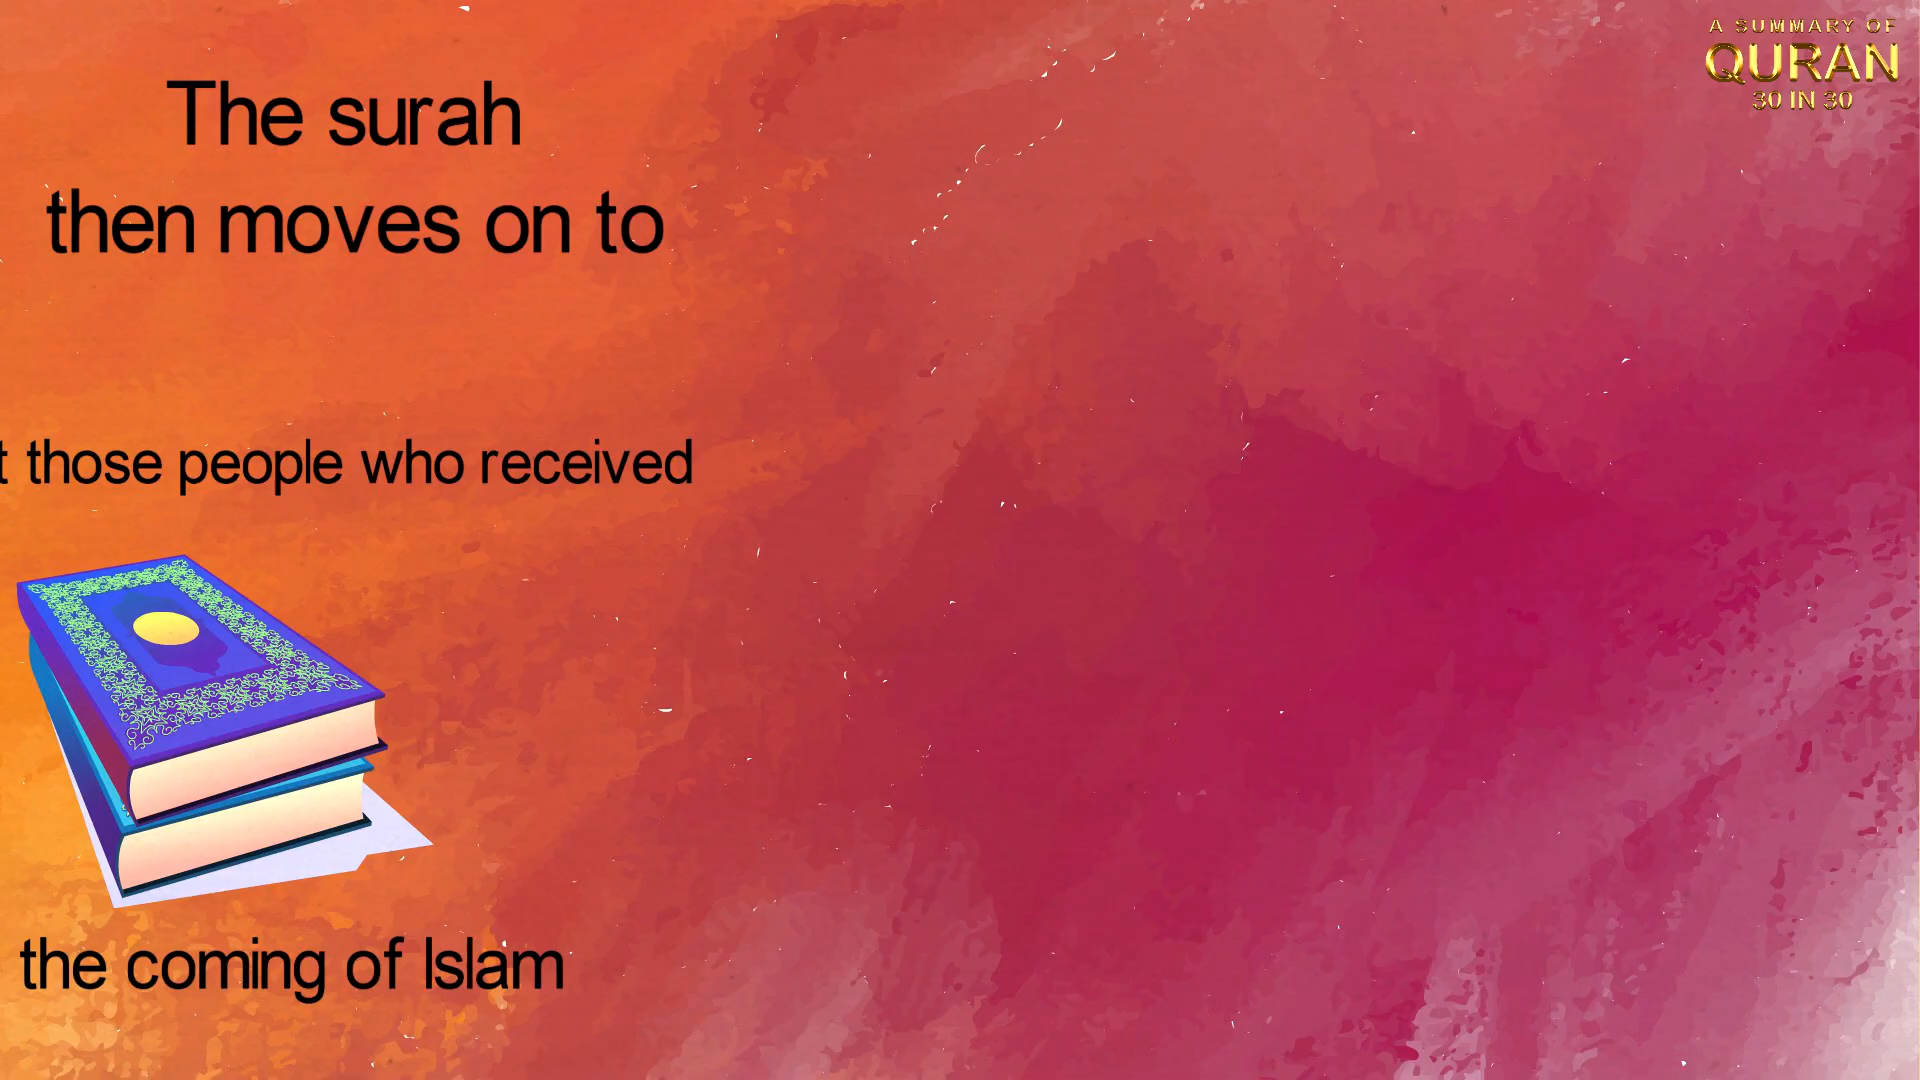 The surah
then moves on to
t those people who received
the coming of Islam
A SUMMARY OF
QURAN
30 IN 30